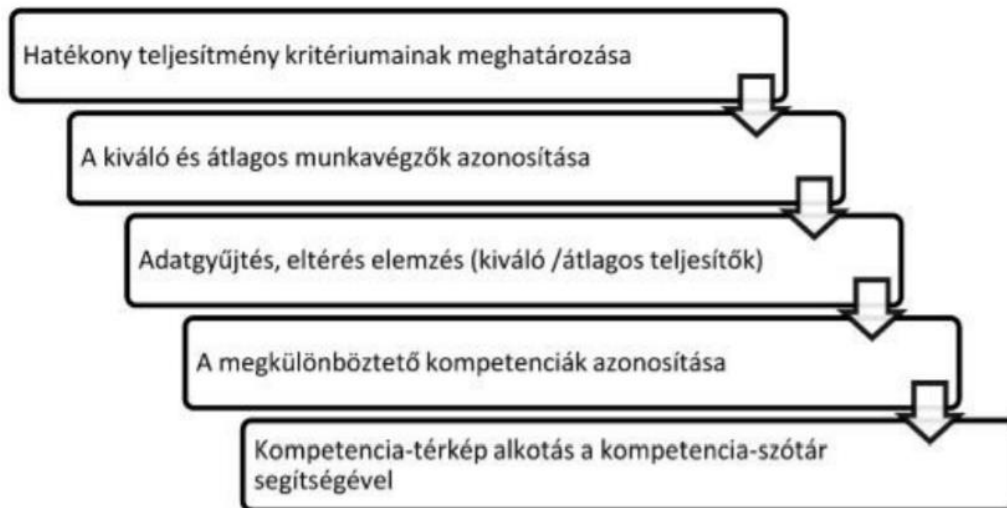 Hatékony teljesítmény kritériumainak meghatározása
A kiváló és átlagos munkavégzők azonosítása
Adatgyűjtés, eltérés elemzés (kiváló /átlagos teljesítők)
A megkülönböztető kompetenciák azonosítása
Kompetencia-térkép alkotás a kompetencia-szótár
segítségével